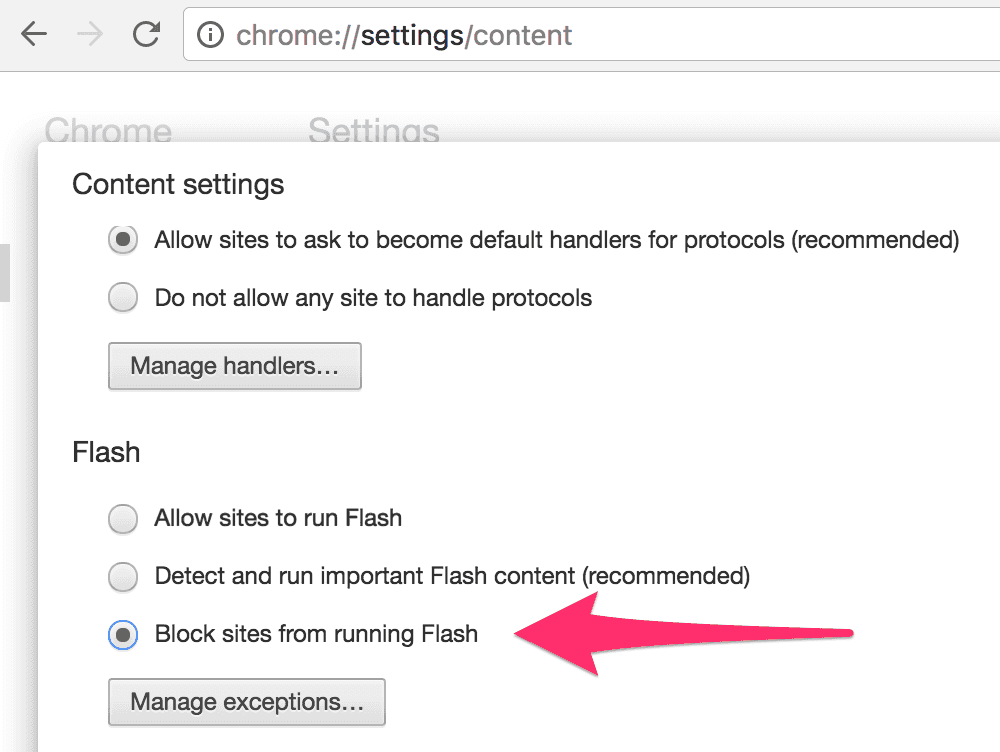 chrome://settings/content
Chrome Settings
Content settings
Allow sites to ask to become default handlers for protocols (recommended)
Do not allow any site to handle protocols
Manage handlers...
Flash
Allow sites to run Flash
Detect and run important Flash content (recommended)
Block sites from running Flash
Manage exceptions...